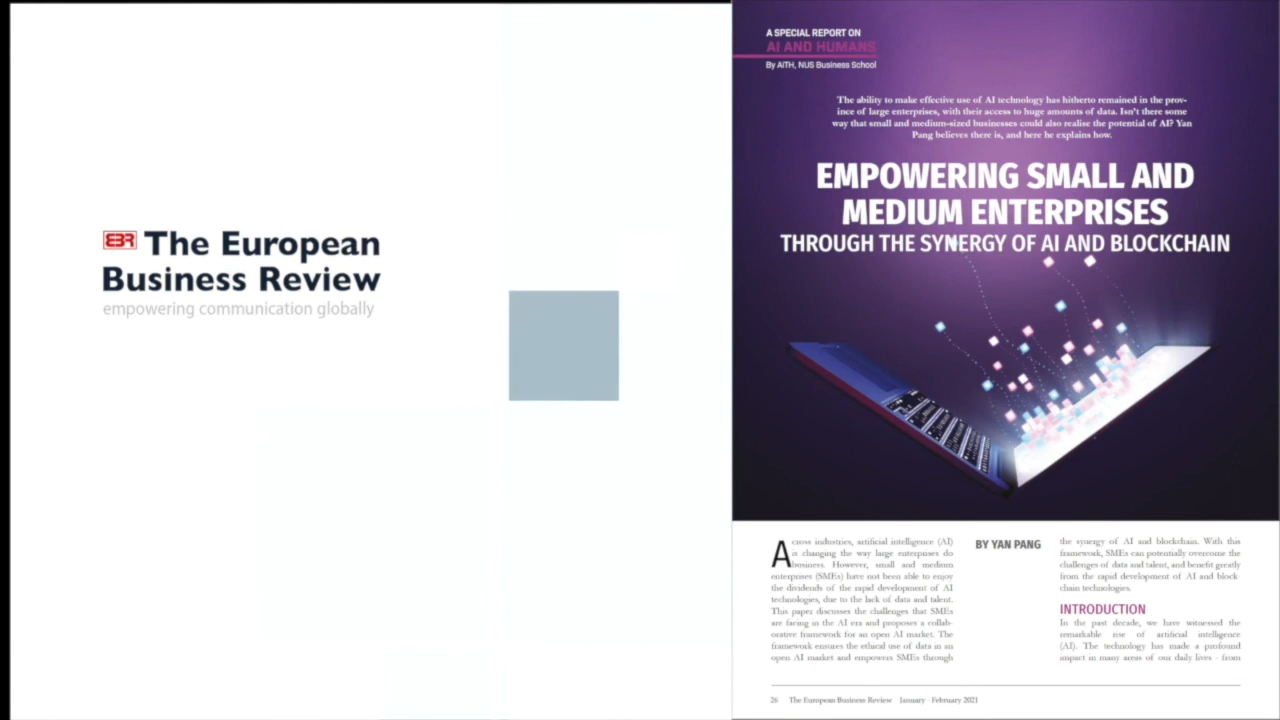 EBR The European
Business Review
empowering communication globally
A SPECIAL REPORT ON
AI AND HUMANS
By AiTH, NUS Business School
The ability to make effective use of AI technology has hitherto remained in the prov-
ince of large enterprises, with their access to huge amounts of data. Isn't there some
way that small and medium-sized businesses could also realise the potential of AI? Yan
Pang believes there is, and here he explains how.
EMPOWERING SMALL AND
MEDIUM ENTERPRISES
THROUGH THE SYNERGY OF AI AND BLOCKCHAIN
Across industries, artificial intelligence (AI)
is changing the way large enterprises do
business. However, small and medium
enterprises (SMEs) have not been able to enjoy
the dividends of the rapid development of AI
technologies, due to the lack of data and talent.
This paper discusses the challenges that SMEs
are facing in the AI era and proposes a collab-
orative framework for an open AI market. The
framework ensures the ethical use of data in an
open AI market and empowers SMEs through
BY YAN PANG
the synergy of AI and blockchain. With this
framework, SMEs can potentially overcome the
challenges of data and talent, and benefit greatly
from the rapid development of AI and block-
chain technologies.
INTRODUCTION
In the past decade, we have witnessed the
remarkable rise of artificial intelligence
(AI). The technology has made a profound
impact in many areas of our daily lives - from
26 The European Business Review January - February 2021